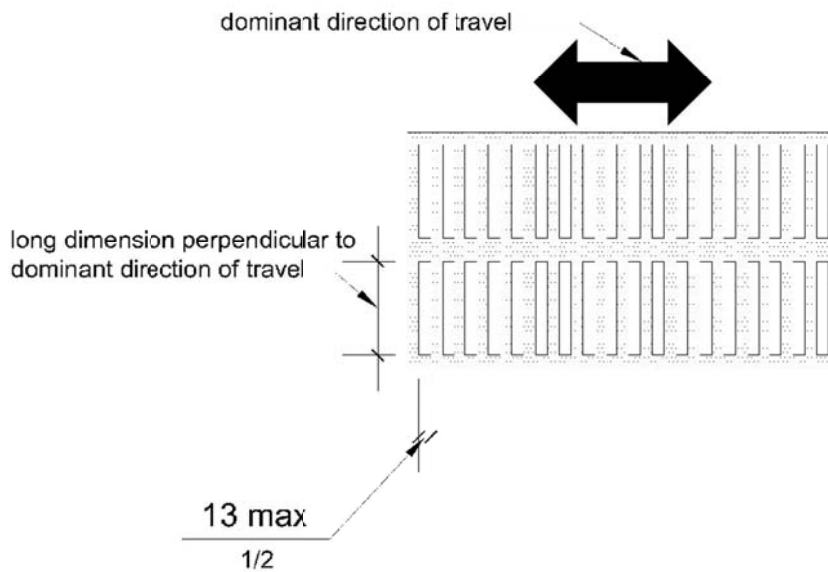 dominant direction of travel
long dimension perpendicular to
dominant direction of travel
13 max
1/2